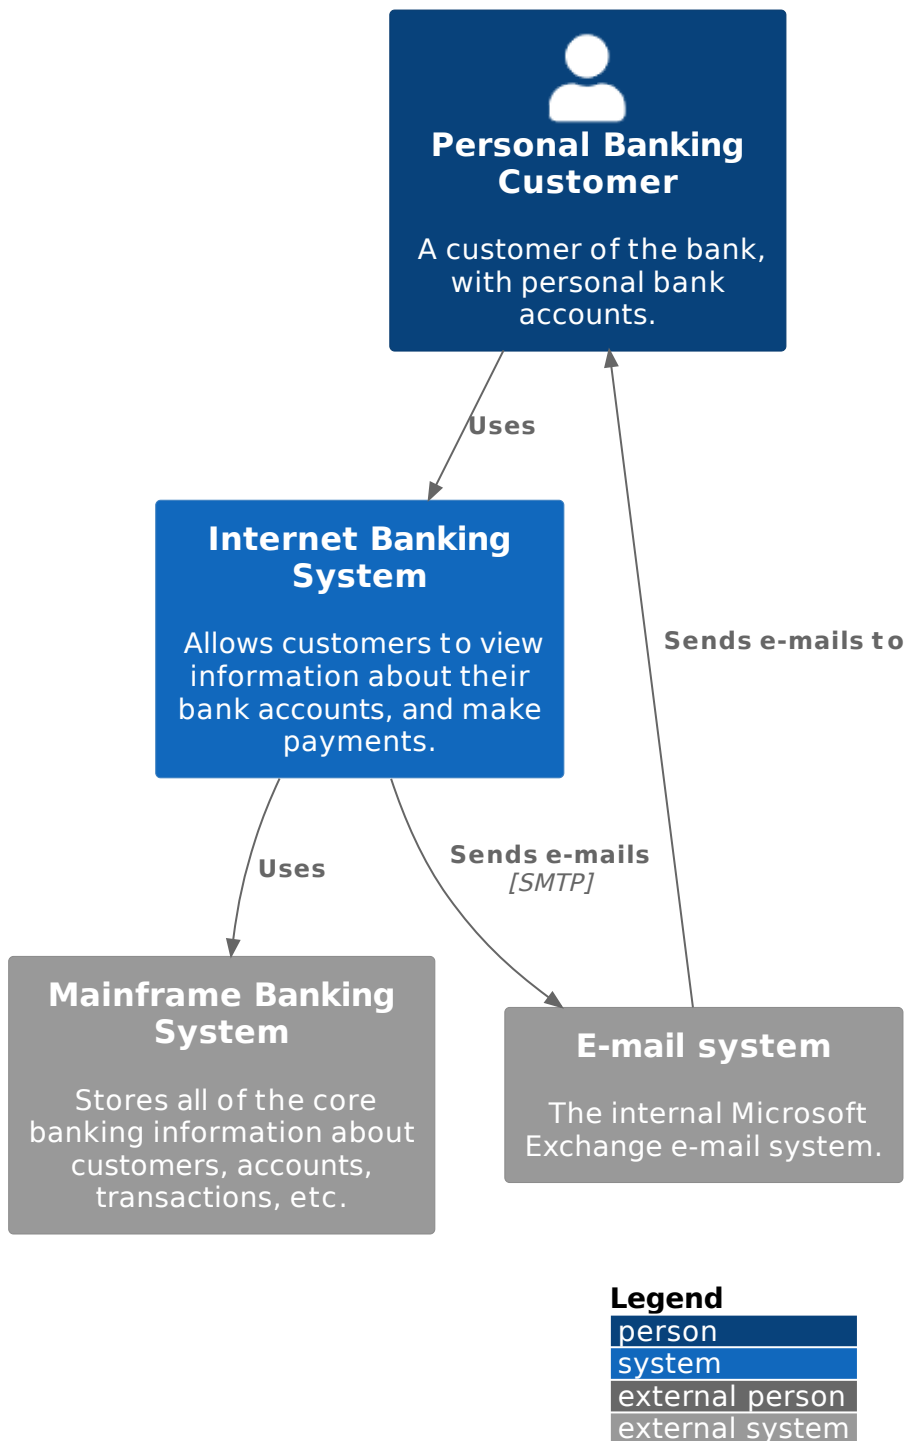 Personal Banking
Customer
A customer of the bank,
with personal bank
accounts.
Uses
Internet Banking
System
Allows customers to view
information about their
bank accounts, and make
payments.
Sends e-mails to
Uses
Sends e-mails
[SMTP]
Mainframe Banking
System
Stores all of the core
banking information about
customers, accounts,
transactions, etc.
E-mail system
The internal Microsoft
Exchange e-mail system.
Legend
person
system
external person
external system